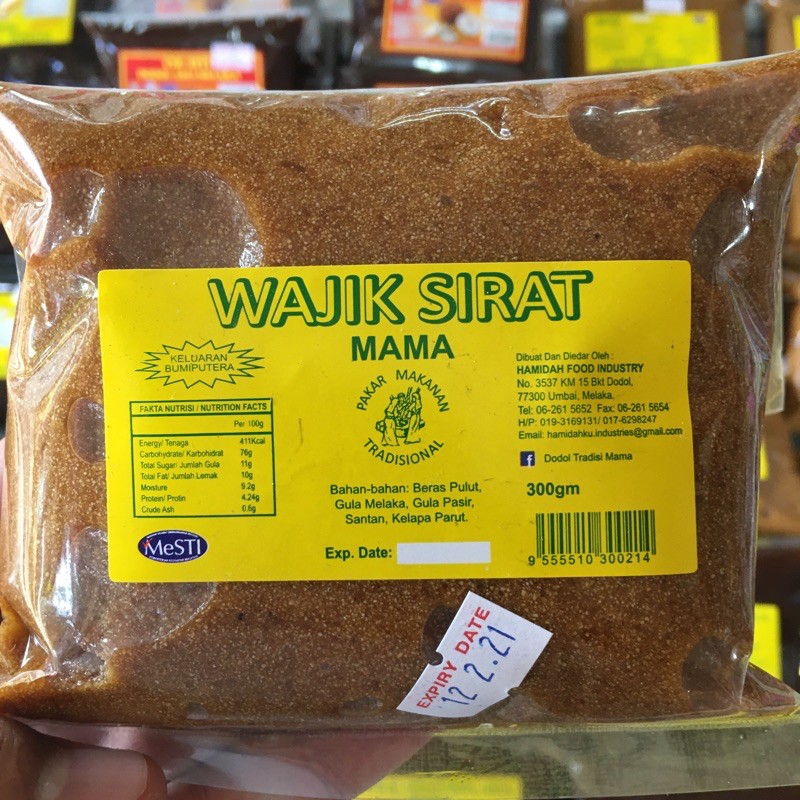 WAJIK SIRAT
MAMA
KELUARAN
BUMIPUTERA
FAKTA NUTRISI / NUTRITION FACTS
Per 100g
Energy/ Tenaga 411Kcal
Carbohydrate/ Karbohidrat 76g
Total Sugar/ Jumlah Gula 11g
Total Fat/ Jumlah Lemak 10g
Moisture 9.2g
Protein/ Protin 4.24g
Crude Ash 0.6g
MeSTI
PAKAR MAKANAN
TRADISIONAL
Bahan-bahan: Beras Pulut,
Gula Melaka, Gula Pasir,
Santan, Kelapa Parut.
Exp. Date:
Dibuat Dan Diedar Oleh :
HAMIDAH FOOD INDUSTRY
No. 3537 KM 15 Bkt Dodol,
77300 Umbai, Melaka.
Tel: 06-261 5652 Fax: 06-261 5654
H/P: 019-3169131/ 017-6298247
Email: hamidahku.industries@gmail.com
f Dodol Tradisi Mama
300gm
9 555510 300214
EXPIRY DATE
12.2.21